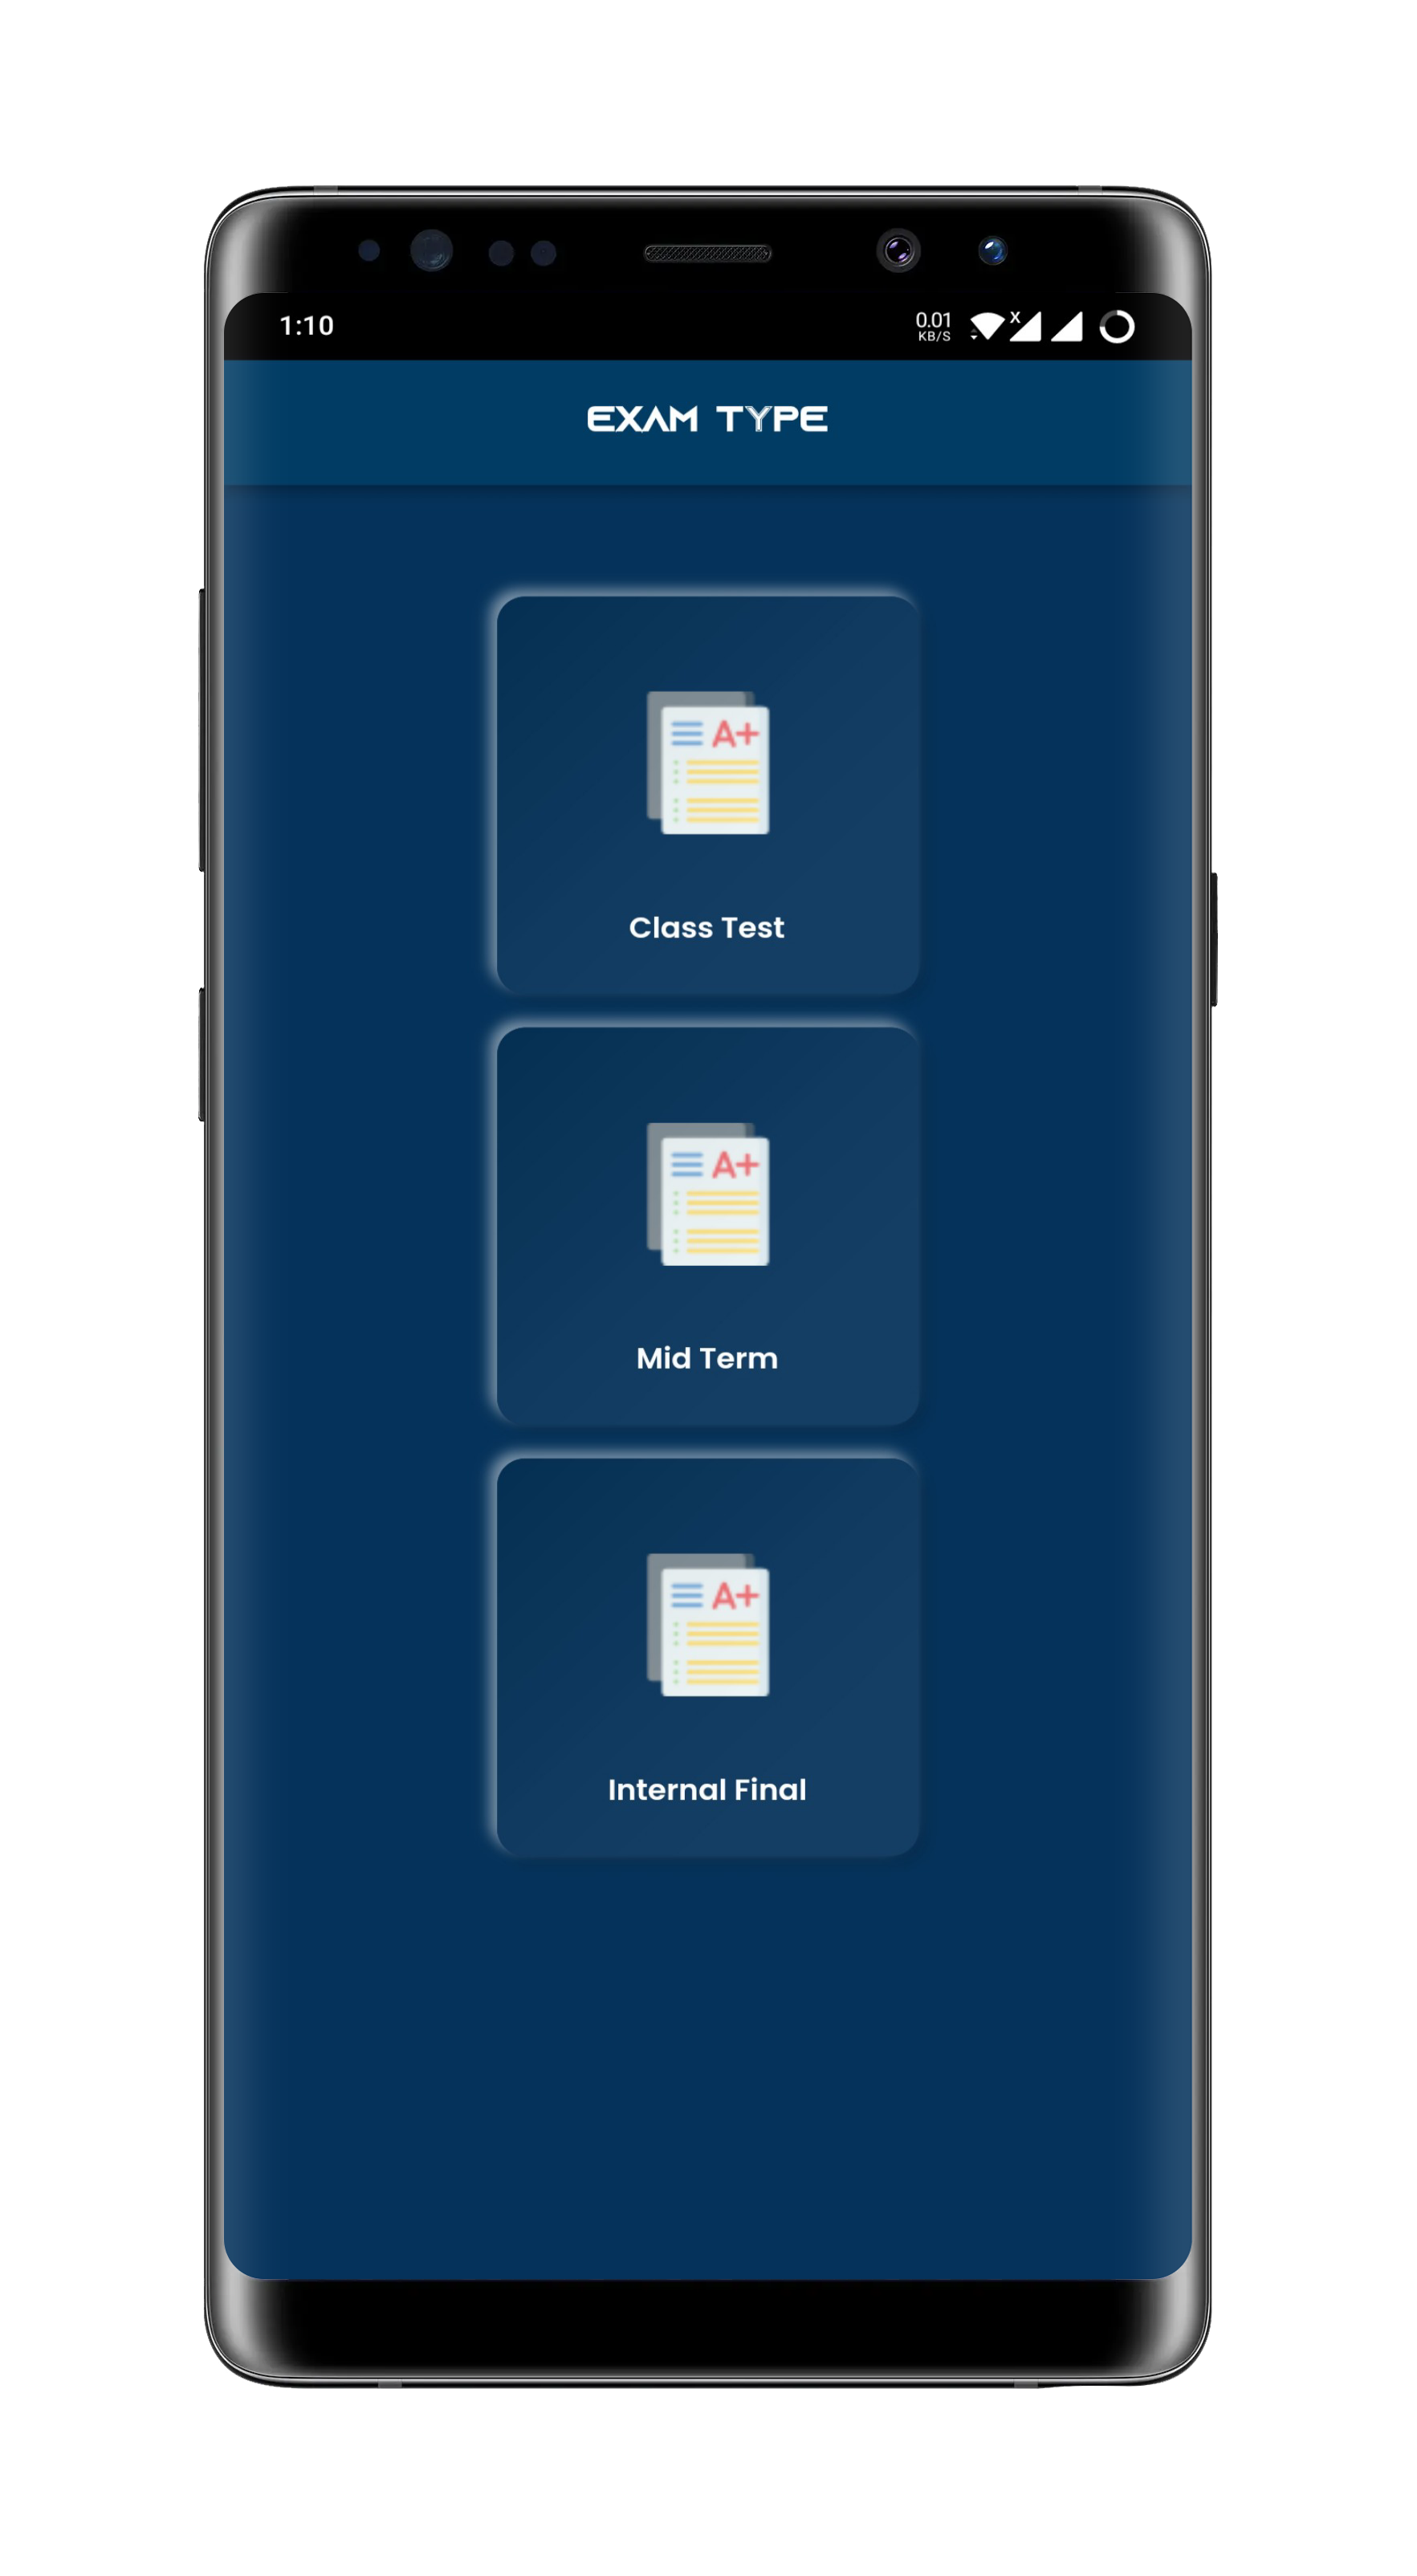 1:10
0.01
KB/S
X
EXAM TYPE
A+
Class Test
A+
Mid Term
A+
Internal Final